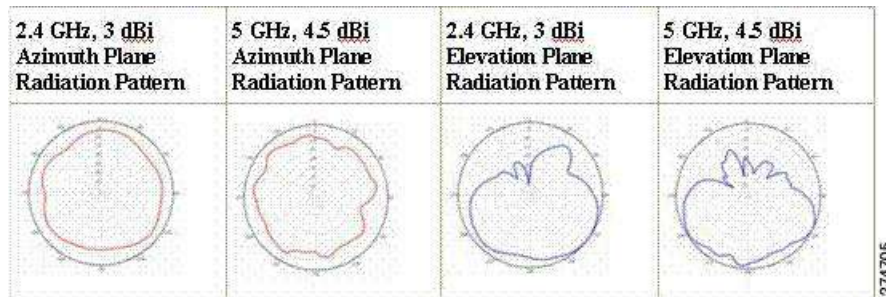 2.4 GHz, 3 dBi
Azimuth Plane
Radiation Pattern
5 GHz, 4.5 dBi
Azimuth Plane
Radiation Pattern
2.4 GHz, 3 dBi
Elevation Plane
Radiation Pattern
5 GHz, 4.5 dBi
Elevation Plane
Radiation Pattern
274795